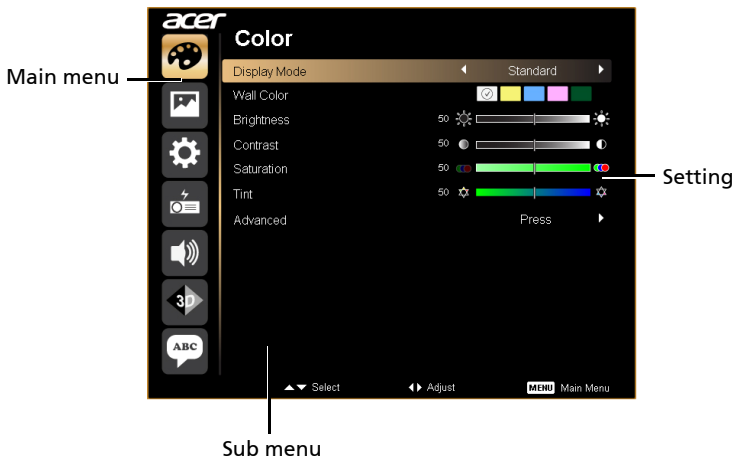 acer
Color
Main menu
Display Mode Standard
Wall Color
Brightness 50
Contrast 50
Saturation 50
Setting
Tint 50
Advanced Press
3D
ABC
Select Adjust MENU Main Menu
Sub menu